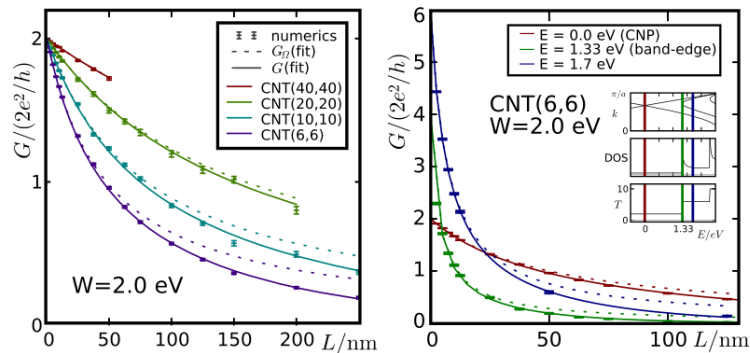 G/(2e²/h)
2
1
0
0
50
100
150
200
L/nm
numerics
G_Ω(fit)
G(fit)
CNT(40,40)
CNT(20,20)
CNT(10,10)
CNT(6,6)
W=2.0 eV
G/(2e²/h)
6
5
4
3
2
1
0
0
50
100
L/nm
E = 0.0 eV (CNP)
E = 1.33 eV (band-edge)
E = 1.7 eV
CNT(6,6)
W=2.0 eV
π/a
k
0
DOS
10
T
0
0
1.33
E/eV